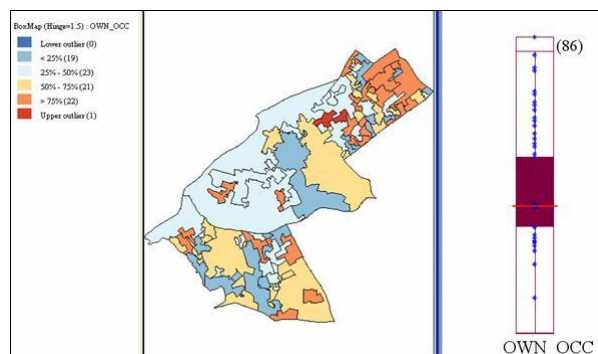 BoxMap (Hinge=1.5) : OWN_OCC
Lower outlier (0)
< 25% (19)
25% - 50% (23)
50% - 75% (21)
> 75% (22)
Upper outlier (1)
(86)
OWN_OCC